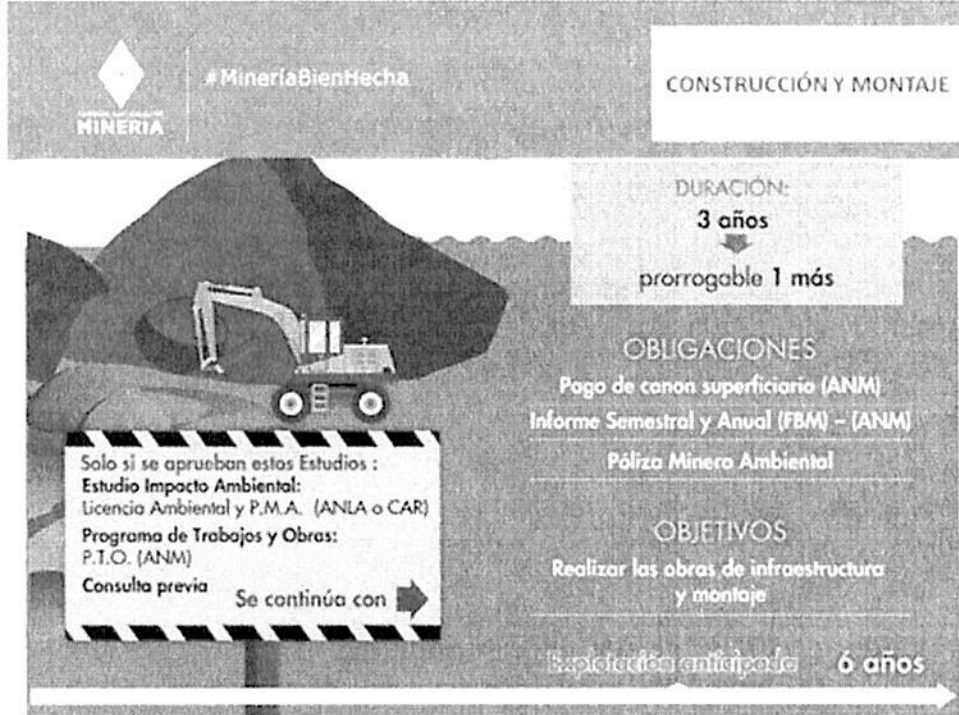 #MineríaBienHecha
MINERÍA
CONSTRUCCIÓN Y MONTAJE
DURACIÓN:
3 años
prorrogable 1 más
OBLIGACIONES
Pago de canon superficiario (ANM)
Informe Semestral y Anual (FBM) – (ANM)
Póliza Minero Ambiental
OBJETIVOS
Realizar las obras de infraestructura
y montaje
Explotación anticipada 6 años
Solo si se aprueban estos Estudios :
Estudio Impacto Ambiental:
Licencia Ambiental y P.M.A. (ANLA o CAR)
Programa de Trabajos y Obras:
P.T.O. (ANM)
Consulta previa
Se continúa con